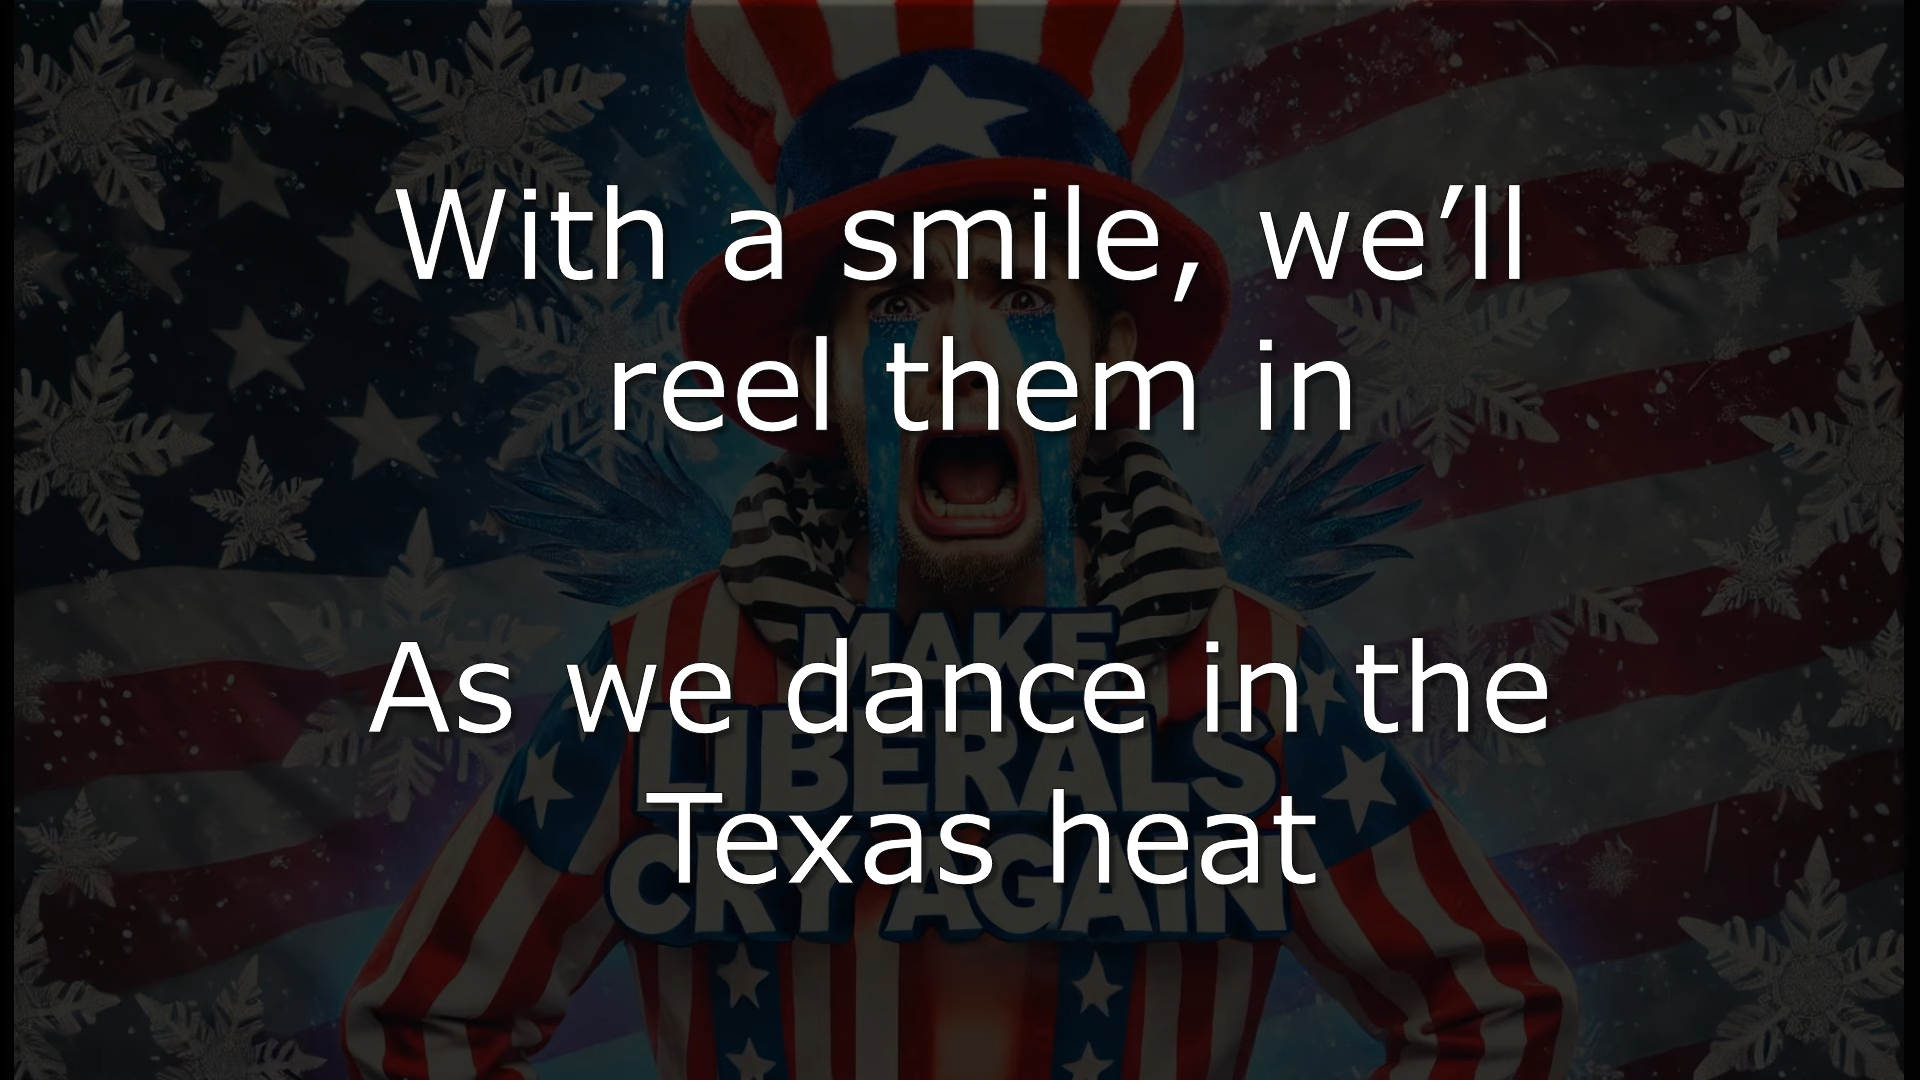 With a smile, we’ll
reel them in
As we dance in the
Texas heat
MAKE
LIBERALS
CRY AGAIN